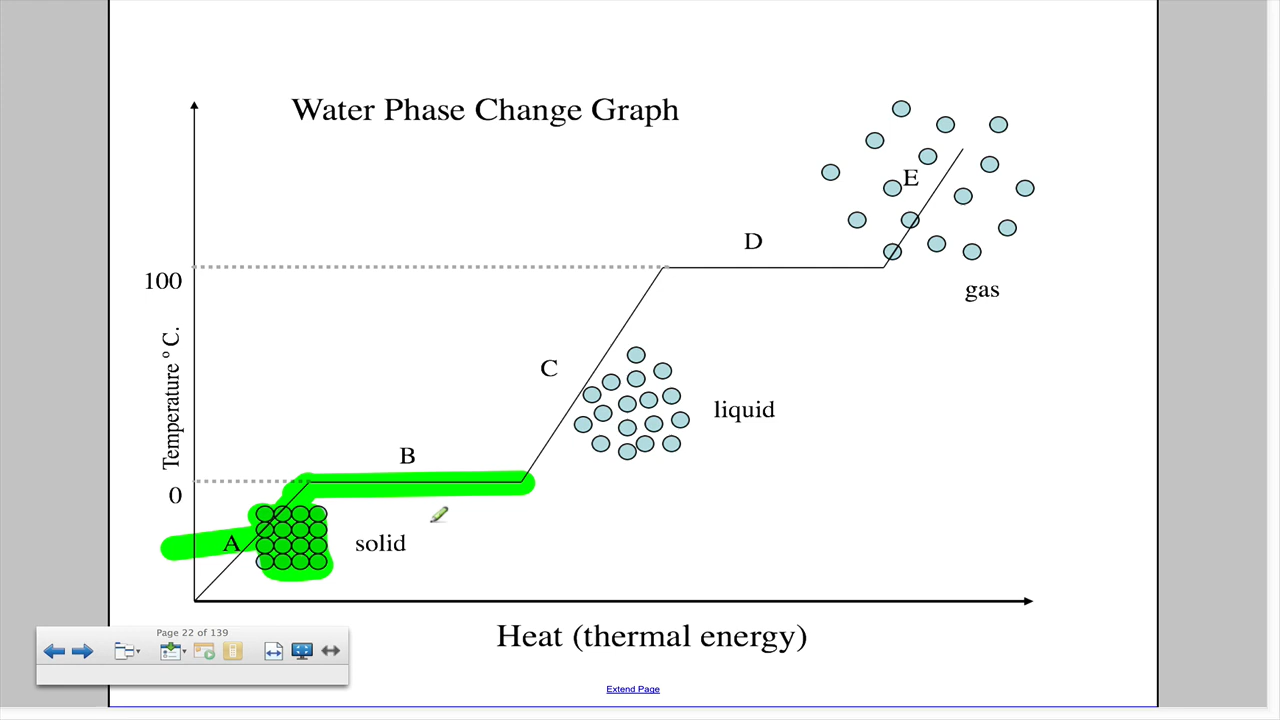 Water Phase Change Graph
E
D
100
gas
Temperature º C.
C
liquid
B
0
A
solid
Page 22 of 139
Heat (thermal energy)
Extend Page